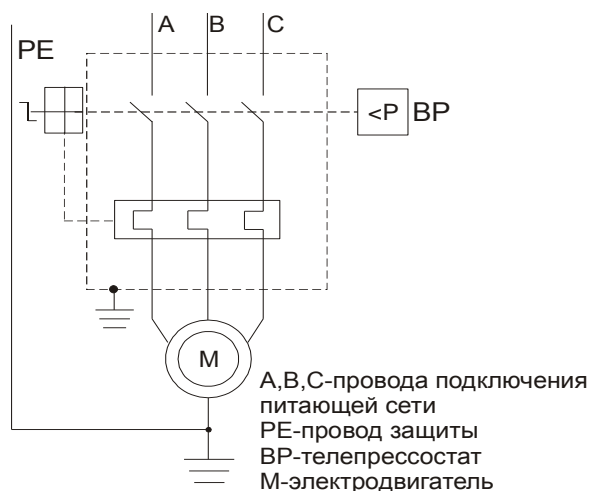 A B C
PE
<P BP
M
A,B,C-провода подключения
питающей сети
PE-провод защиты
BP-телепрессостат
М-электродвигатель